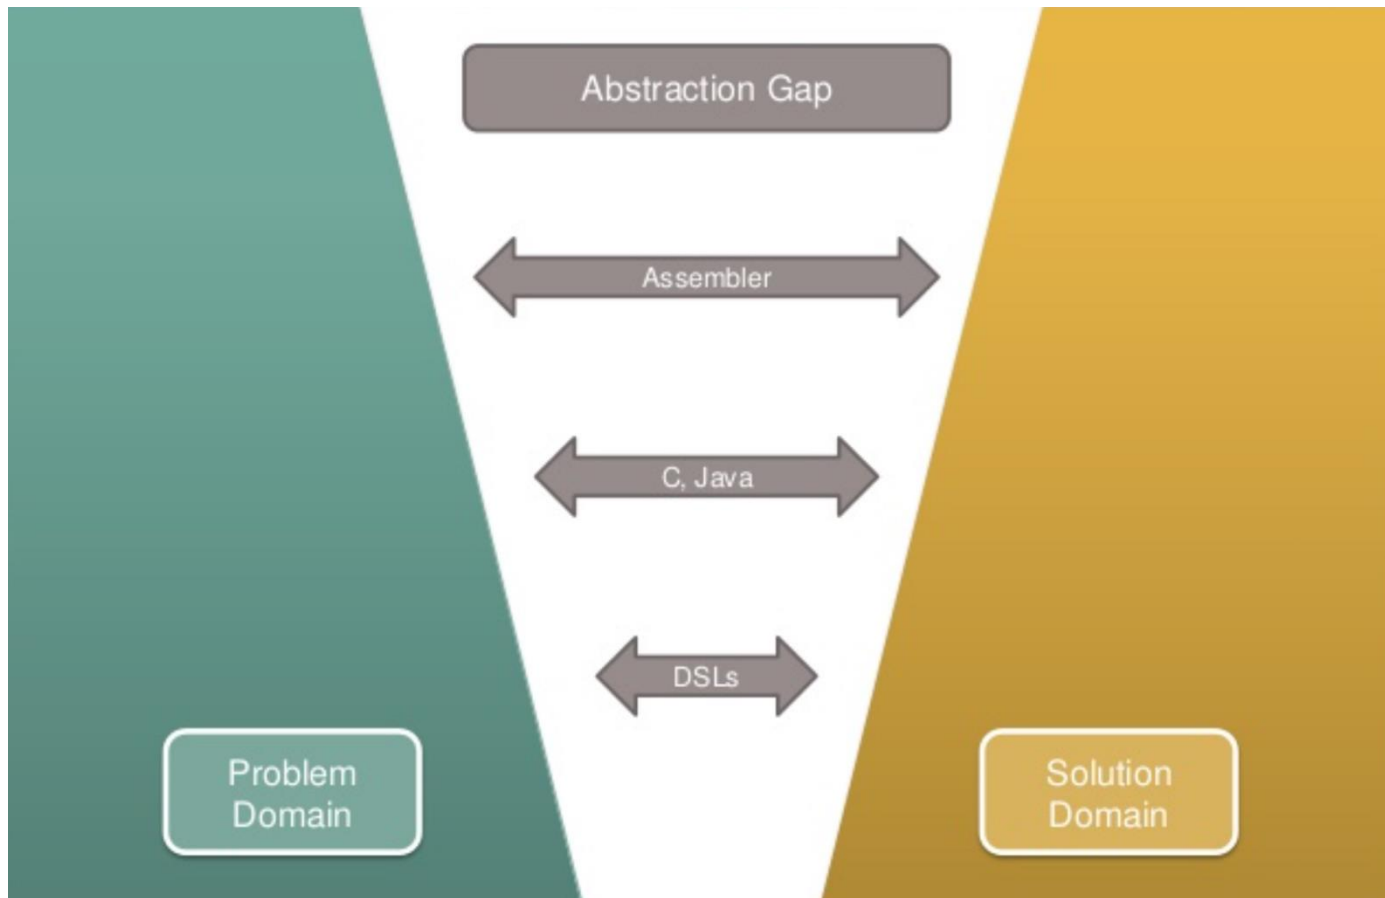 Abstraction Gap
Assembler
C, Java
DSLs
Problem
Domain
Solution
Domain